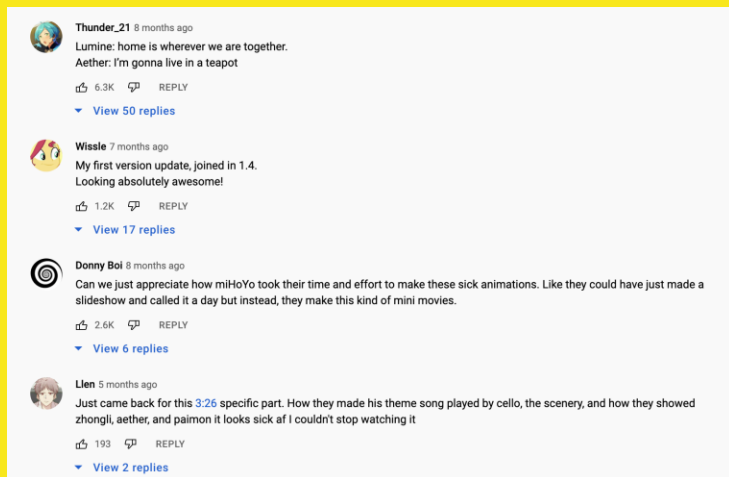 Thunder_21 8 months ago
Lumine: home is wherever we are together.
Aether: I'm gonna live in a teapot
6.3K REPLY
View 50 replies
Wissle 7 months ago
My first version update, joined in 1.4.
Looking absolutely awesome!
1.2K REPLY
View 17 replies
Donny Boi 8 months ago
Can we just appreciate how miHoYo took their time and effort to make these sick animations. Like they could have just made a
slideshow and called it a day but instead, they make this kind of mini movies.
2.6K REPLY
View 6 replies
Llen 5 months ago
Just came back for this 3:26 specific part. How they made his theme song played by cello, the scenery, and how they showed
zhongli, aether, and paimon it looks sick af I couldn't stop watching it
193 REPLY
View 2 replies